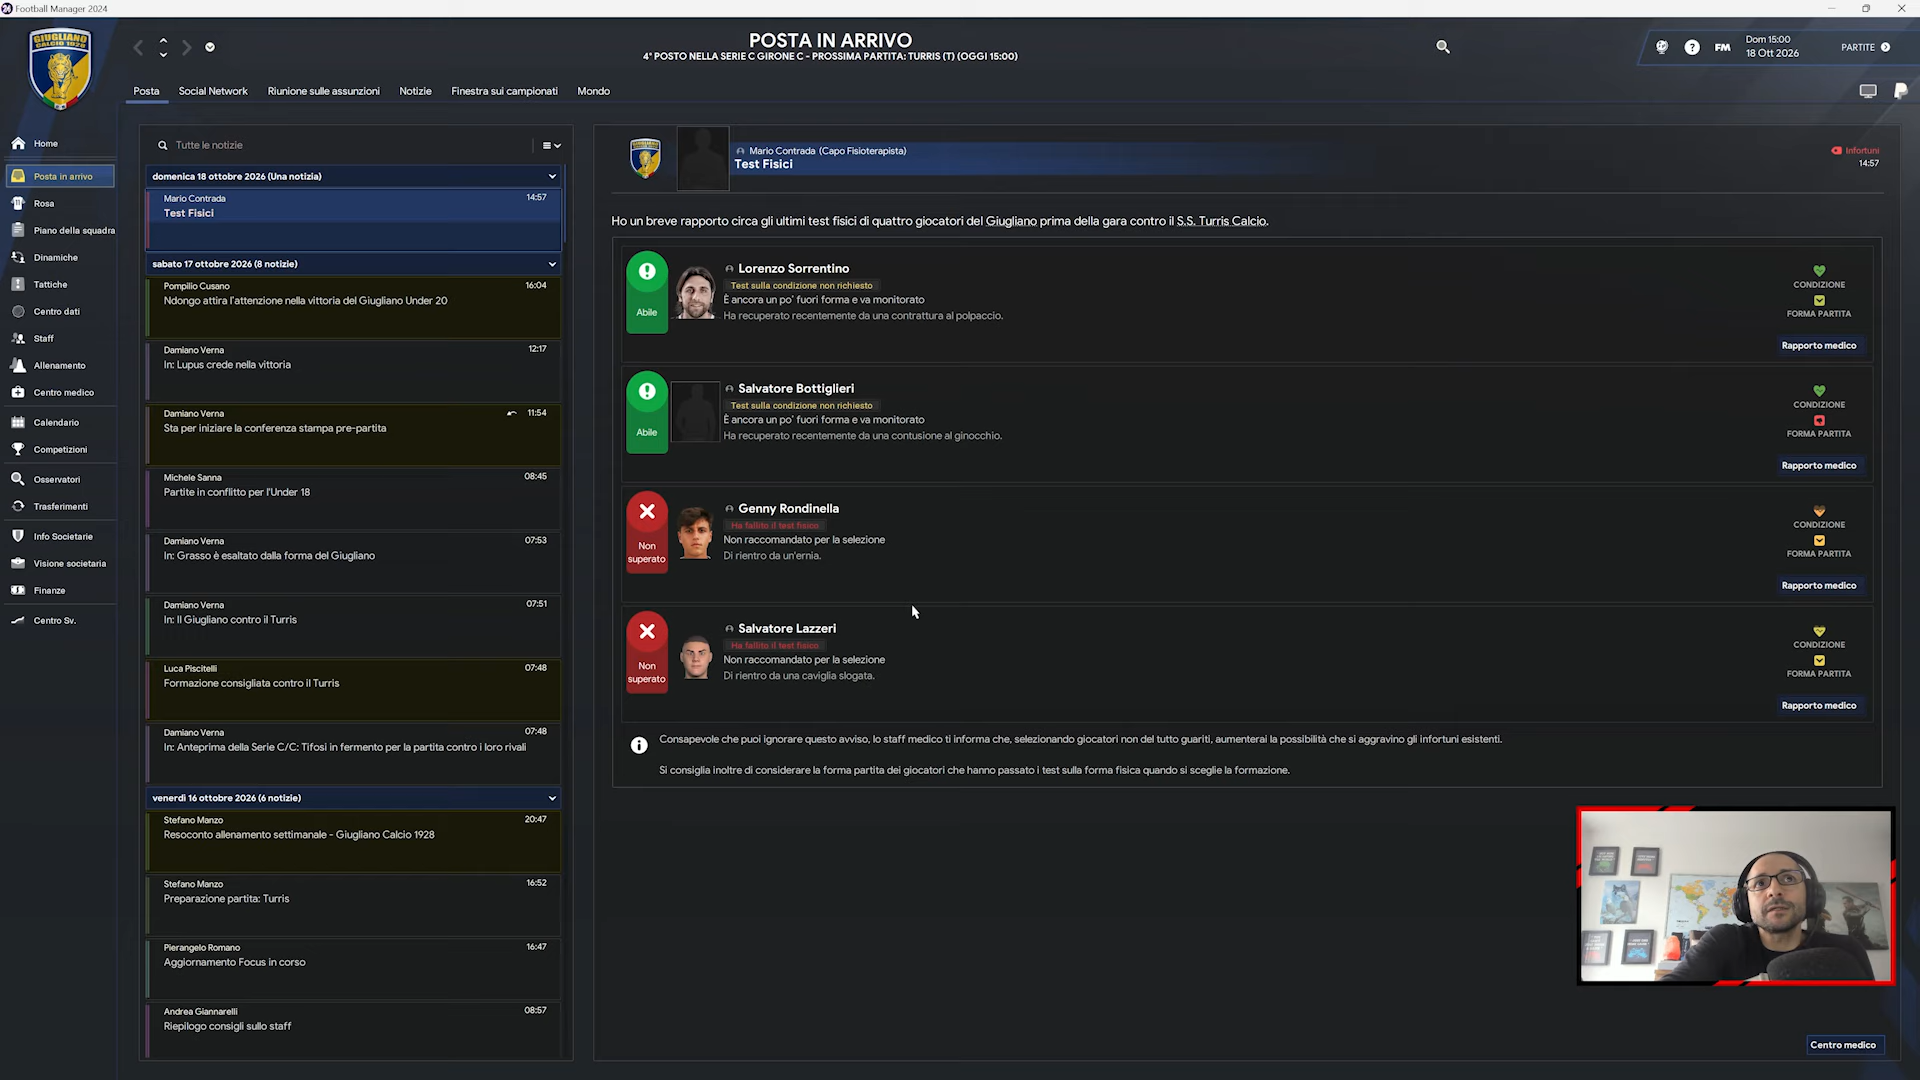 Football Manager 2024
GIUGLIANO
CALCIO 1928
POSTA IN ARRIVO
4° POSTO NELLA SERIE C GIRONE C - PROSSIMA PARTITA: TURRIS (T) (OGGI 15:00)
FM
Dom 15:00
18 Ott 2026
PARTITE
Posta
Social Network
Riunione sulle assunzioni
Notizie
Finestra sui campionati
Mondo
Home
Posta in arrivo
Rosa
Piano della squadra
Dinamiche
Tattiche
Centro dati
Staff
Allenamento
Centro medico
Calendario
Competizioni
Osservatori
Trasferimenti
Info Societarie
Visione societaria
Finanze
Centro Sv.
Tutte le notizie
domenica 18 ottobre 2026 (Una notizia)
Mario Contrada 14:57
Test Fisici
sabato 17 ottobre 2026 (8 notizie)
Pompilio Cusano 16:04
Ndongo attira l'attenzione nella vittoria del Giugliano Under 20
Damiano Verna 12:17
In: Lupus crede nella vittoria
Damiano Verna 11:54
Sta per iniziare la conferenza stampa pre-partita
Michele Sanna 08:45
Partite in conflitto per l'Under 18
Damiano Verna 07:53
In: Grasso è esaltato dalla forma del Giugliano
Damiano Verna 07:51
In: Il Giugliano contro il Turris
Luca Piscitelli 07:48
Formazione consigliata contro il Turris
Damiano Verna 07:48
In: Anteprima della Serie C/C: Tifosi in fermento per la partita contro i loro rivali
venerdì 16 ottobre 2026 (6 notizie)
Stefano Manzo 20:47
Resoconto allenamento settimanale - Giugliano Calcio 1928
Stefano Manzo 16:52
Preparazione partita: Turris
Pierangelo Romano 16:47
Aggiornamento Focus in corso
Andrea Giannarelli 08:57
Riepilogo consigli sullo staff
Mario Contrada (Capo Fisioterapista)
Test Fisici
Infortuni
14:57
Ho un breve rapporto circa gli ultimi test fisici di quattro giocatori del Giugliano prima della gara contro il S.S. Turris Calcio.
Abile
Lorenzo Sorrentino
Test sulla condizione non richiesto
È ancora un po' fuori forma e va monitorato
Ha recuperato recentemente da una contrattura al polpaccio.
CONDIZIONE
FORMA PARTITA
Rapporto medico
Abile
Salvatore Bottiglieri
Test sulla condizione non richiesto
È ancora un po' fuori forma e va monitorato
Ha recuperato recentemente da una contusione al ginocchio.
CONDIZIONE
FORMA PARTITA
Rapporto medico
Non
superato
Genny Rondinella
Ha fallito il test fisico
Non raccomandato per la selezione
Di rientro da un'ernia.
CONDIZIONE
FORMA PARTITA
Rapporto medico
Non
superato
Salvatore Lazzeri
Ha fallito il test fisico
Non raccomandato per la selezione
Di rientro da una caviglia slogata.
CONDIZIONE
FORMA PARTITA
Rapporto medico
Consapevole che puoi ignorare questo avviso, lo staff medico ti informa che, selezionando giocatori non del tutto guariti, aumenterai la possibilità che si aggravino gli infortuni esistenti.
Si consiglia inoltre di considerare la forma partita dei giocatori che hanno passato i test sulla forma fisica quando si sceglie la formazione.
Centro medico